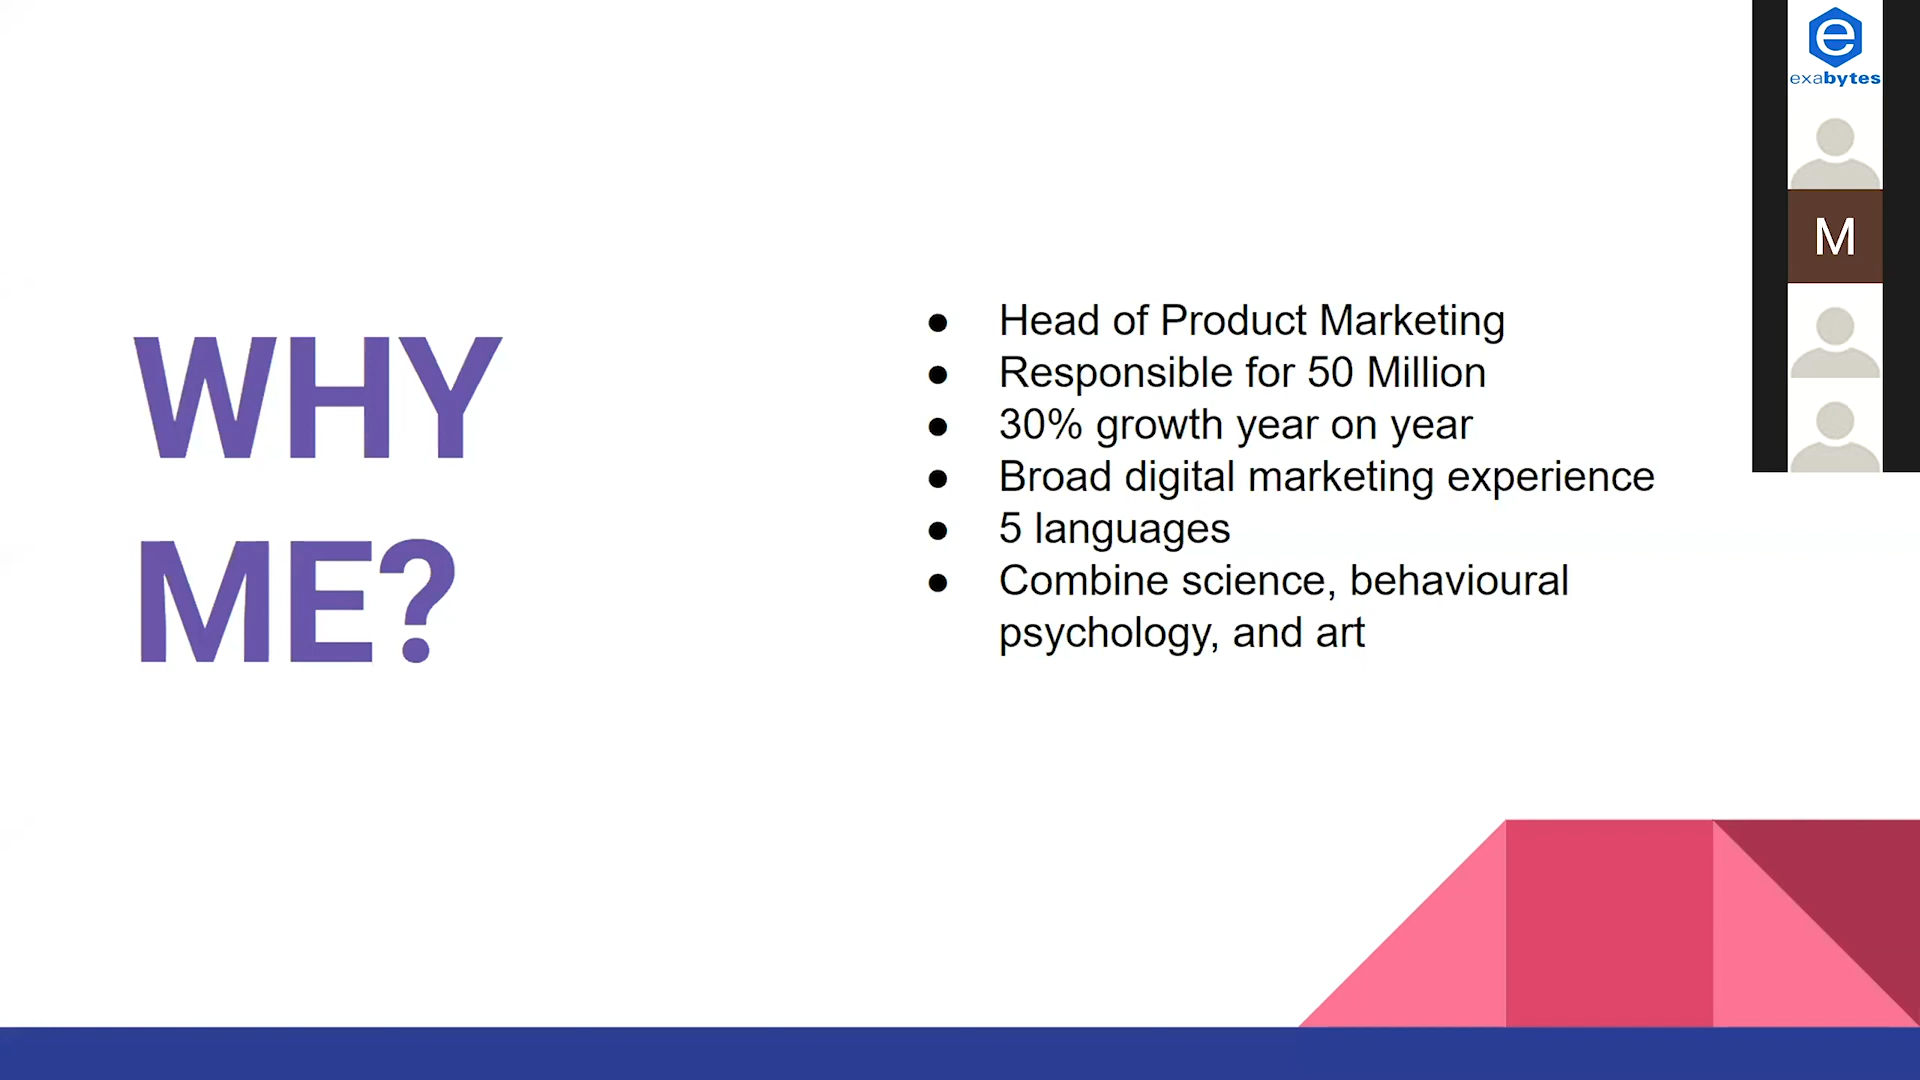 WHY
ME?
● Head of Product Marketing
● Responsible for 50 Million
● 30% growth year on year
● Broad digital marketing experience
● 5 languages
● Combine science, behavioural
psychology, and art
e
exabytes
M